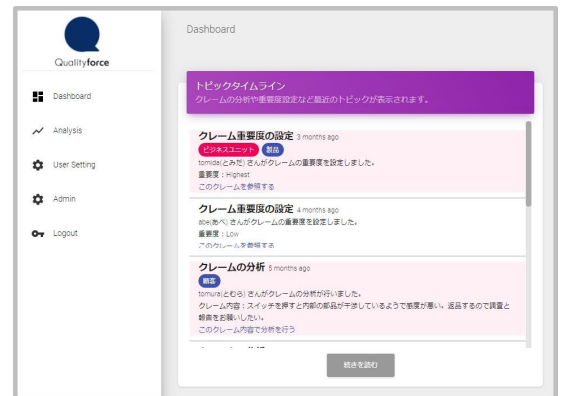 Qualityforce
Dashboard
Analysis
User Setting
Admin
Logout
Dashboard
トピックタイムライン
クレームの分析や重要度設定など最近のトピックが表示されます。
クレーム重要度の設定 3 months ago
ビジネスユニット 製品
tomida(とみだ) さんがクレームの重要度を設定しました。
重要度：Highest
このクレームを参照する
クレーム重要度の設定 4 months ago
abe(あべ) さんがクレームの重要度を設定しました。
重要度：Low
このクレームを参照する
クレームの分析 5 months ago
顧客
tomura(とむら) さんがクレームの分析が行いました。
クレーム内容：スイッチを押すと内部の部品が干渉しているようで感度が悪い。返品するので調査と
報告をお願いしたい。
このクレーム内容で分析を行う
続きを読む